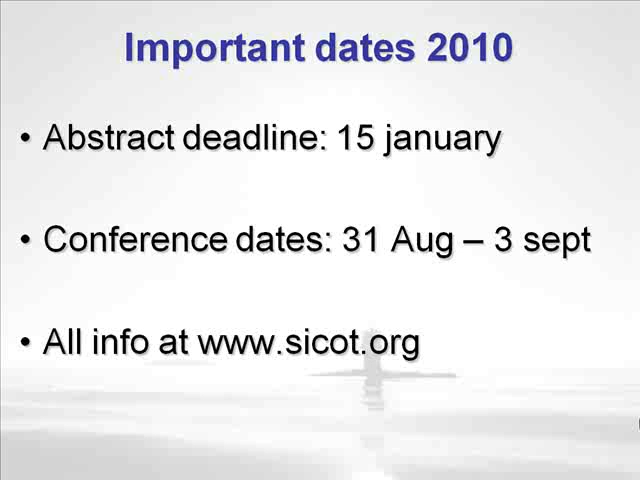 Important dates 2010
• Abstract deadline: 15 january
• Conference dates: 31 Aug – 3 sept
• All info at www.sicot.org